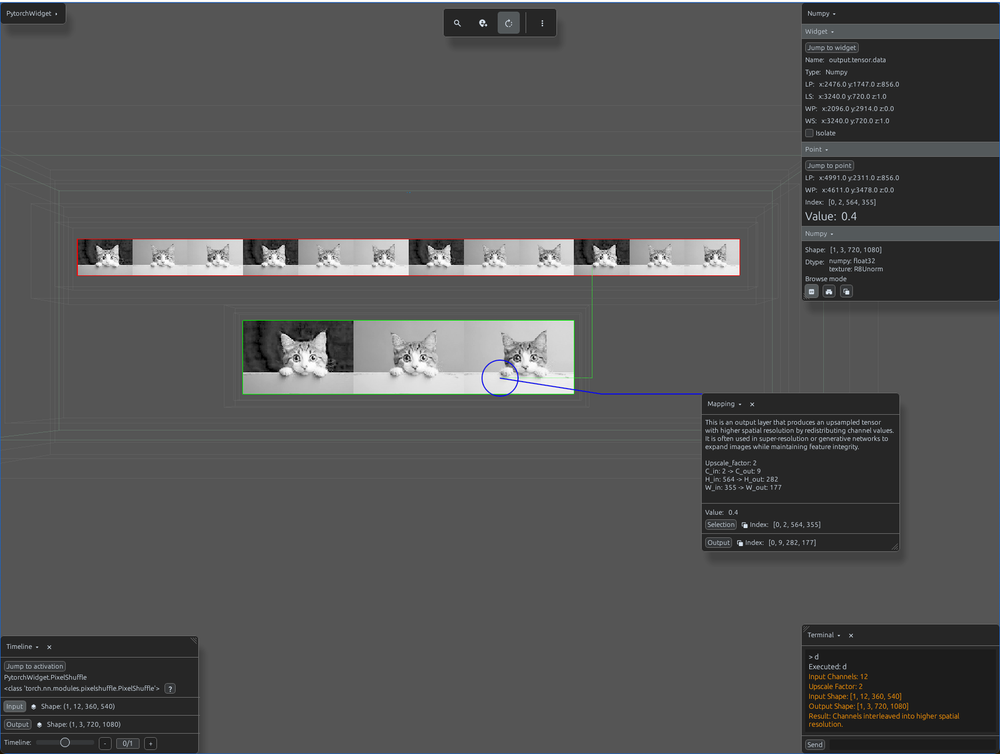 PytorchWidget
Numpy
Widget
Jump to widget
Name: output.tensor.data
Type: Numpy
LP: x:2476.0 y:1747.0 z:856.0
LS: x:3240.0 y:720.0 z:1.0
WP: x:2096.0 y:2914.0 z:0.0
WS: x:3240.0 y:720.0 z:1.0
Isolate
Point
Jump to point
LP: x:4991.0 y:2311.0 z:856.0
WP: x:4611.0 y:3478.0 z:0.0
Index: [0, 2, 564, 355]
Value: 0.4
Numpy
Shape: [1, 3, 720, 1080]
Dtype: numpy: float32
texture: R8Unorm
Browse mode
Mapping
This is an output layer that produces an upsampled tensor
with higher spatial resolution by redistributing channel values.
It is often used in super-resolution or generative networks to
expand images while maintaining feature integrity.
Upscale_factor: 2
C_in: 2 -> C_out: 9
H_in: 564 -> H_out: 282
W_in: 355 -> W_out: 177
Value: 0.4
Selection Index: [0, 2, 564, 355]
Output Index: [0, 9, 282, 177]
Timeline
Jump to activation
PytorchWidget.PixelShuffle
<class 'torch.nn.modules.pixelshuffle.PixelShuffle'> ?
Input Shape: (1, 12, 360, 540)
Output Shape: (1, 3, 720, 1080)
Timeline: - 0/1 +
Terminal
> d
Executed: d
Input Channels: 12
Upscale Factor: 2
Input Shape: [1, 12, 360, 540]
Output Shape: [1, 3, 720, 1080]
Result: Channels interleaved into higher spatial
resolution.
Send